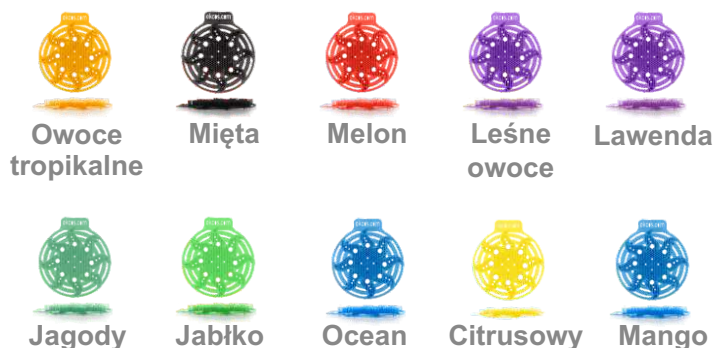 Owoce
tropikalne
Mięta
Melon
Leśne
owoce
Lawenda
Jagody
Jabłko
Ocean
Citrusowy
Mango